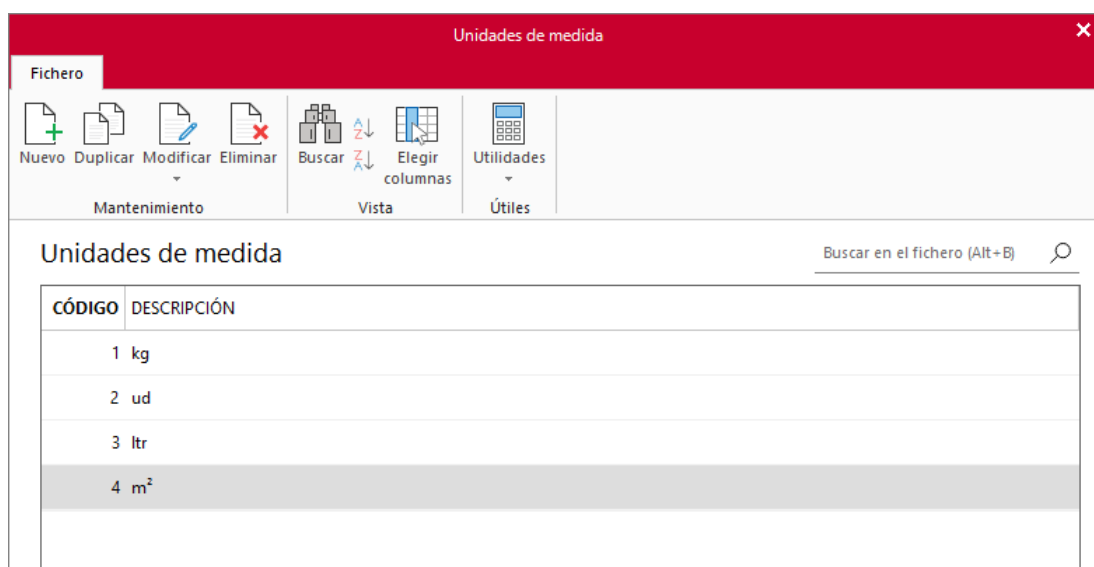 Unidades de medida
Fichero
Nuevo Duplicar Modificar Eliminar Buscar Elegir columnas Utilidades
Mantenimiento Vista Útiles
Unidades de medida
Buscar en el fichero (Alt+B)
CÓDIGO DESCRIPCIÓN
1 kg
2 ud
3 ltr
4 m²